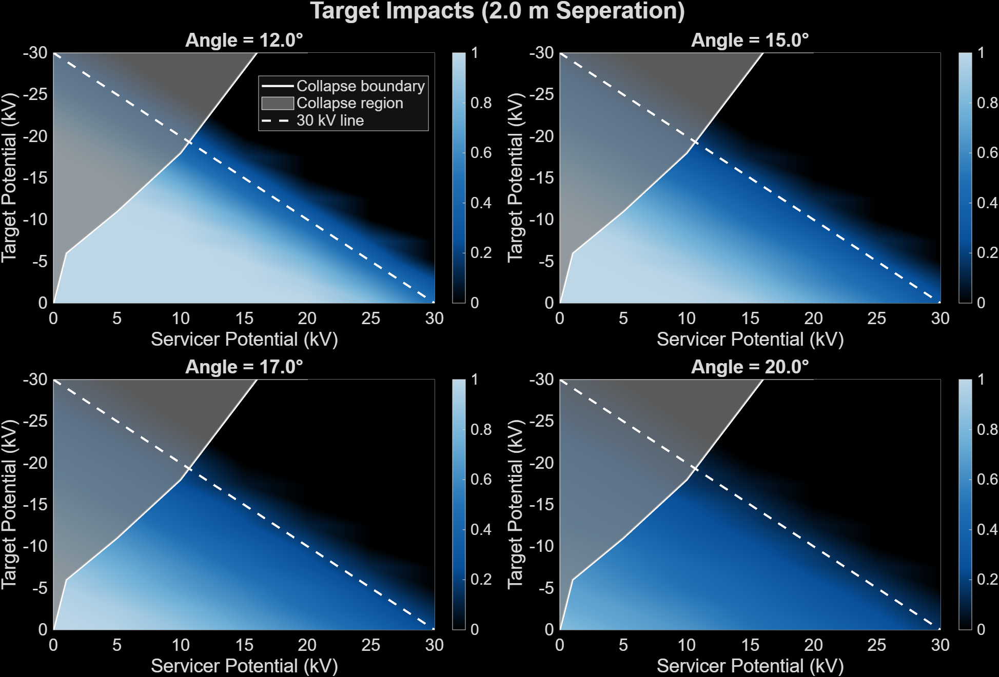 Target Impacts (2.0 m Seperation)
Angle = 12.0°
-30
-25
-20
-15
-10
-5
0
Target Potential (kV)
0 5 10 15 20 25 30
Servicer Potential (kV)
Collapse boundary
Collapse region
30 kV line
1
0.8
0.6
0.4
0.2
0
Angle = 15.0°
-30
-25
-20
-15
-10
-5
0
Target Potential (kV)
0 5 10 15 20 25 30
Servicer Potential (kV)
1
0.8
0.6
0.4
0.2
0
Angle = 17.0°
-30
-25
-20
-15
-10
-5
0
Target Potential (kV)
0 5 10 15 20 25 30
Servicer Potential (kV)
1
0.8
0.6
0.4
0.2
0
Angle = 20.0°
-30
-25
-20
-15
-10
-5
0
Target Potential (kV)
0 5 10 15 20 25 30
Servicer Potential (kV)
1
0.8
0.6
0.4
0.2
0